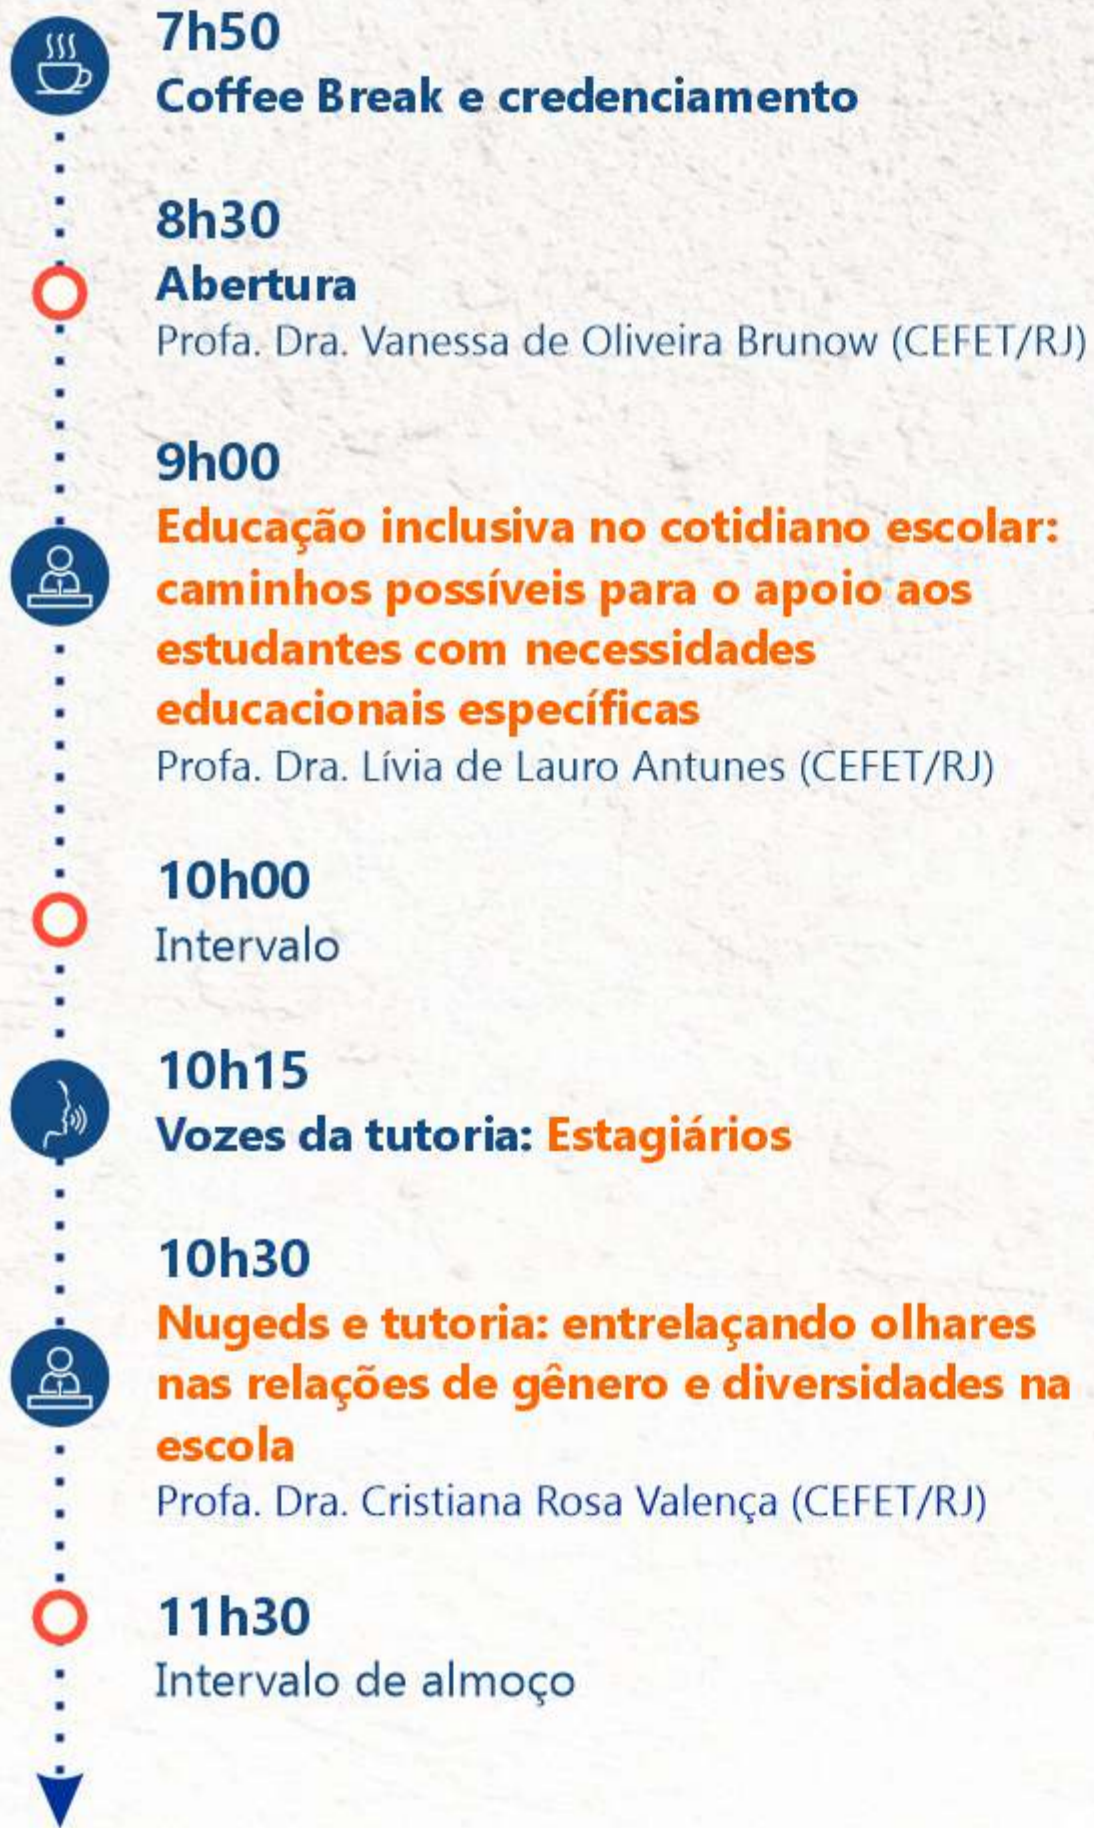 7h50
Coffee Break e credenciamento
8h30
Abertura
Profa. Dra. Vanessa de Oliveira Brunow (CEFET/RJ)
9h00
Educação inclusiva no cotidiano escolar:
caminhos possíveis para o apoio aos
estudantes com necessidades
educacionais específicas
Profa. Dra. Lívia de Lauro Antunes (CEFET/RJ)
10h00
Intervalo
10h15
Vozes da tutoria: Estagiários
10h30
Nugeds e tutoria: entrelaçando olhares
nas relações de gênero e diversidades na
escola
Profa. Dra. Cristiana Rosa Valença (CEFET/RJ)
11h30
Intervalo de almoço